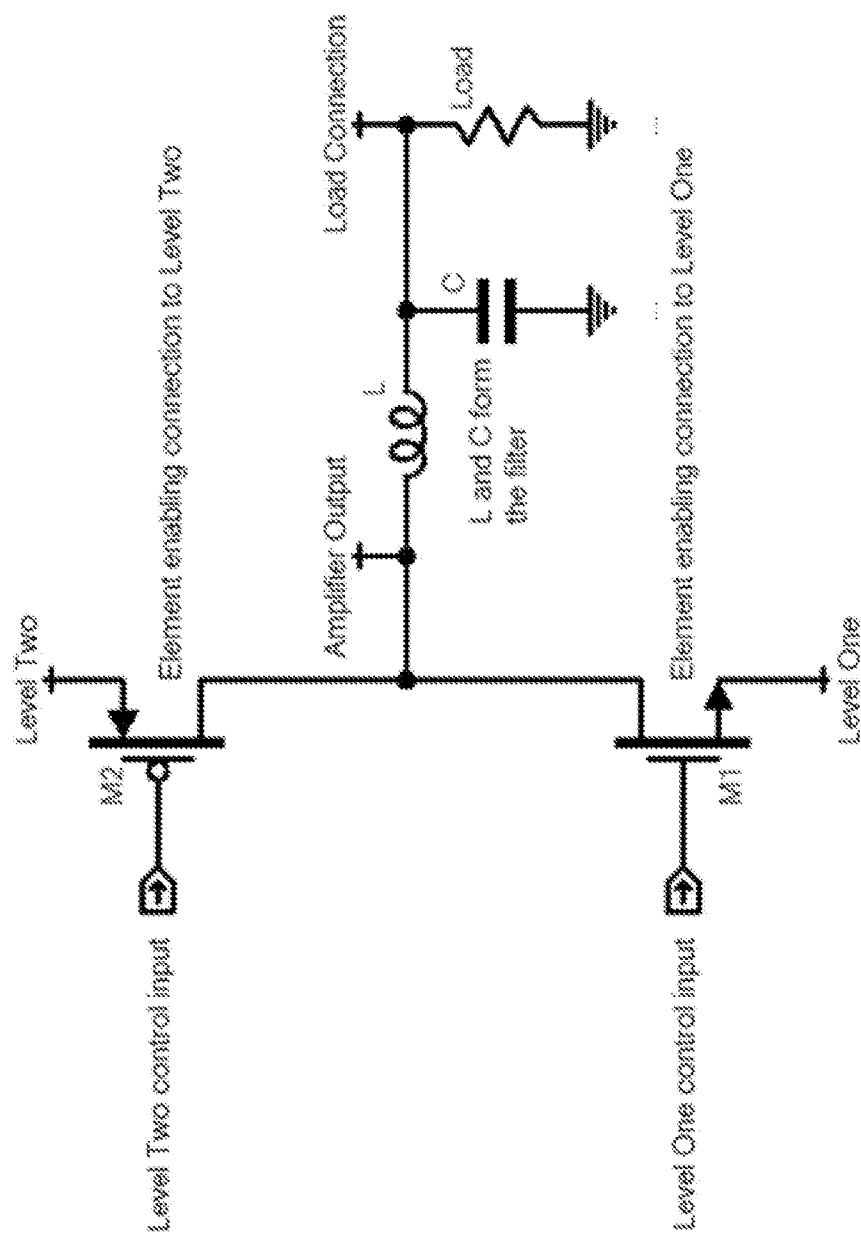 Level Two
M2
Level Two control input
Element enabling connection to Level Two
Amplifier Output
L
Load Connection
C
Load
L and C form
the filter
Element enabling connection to Level One
Level One control input
M1
Level One